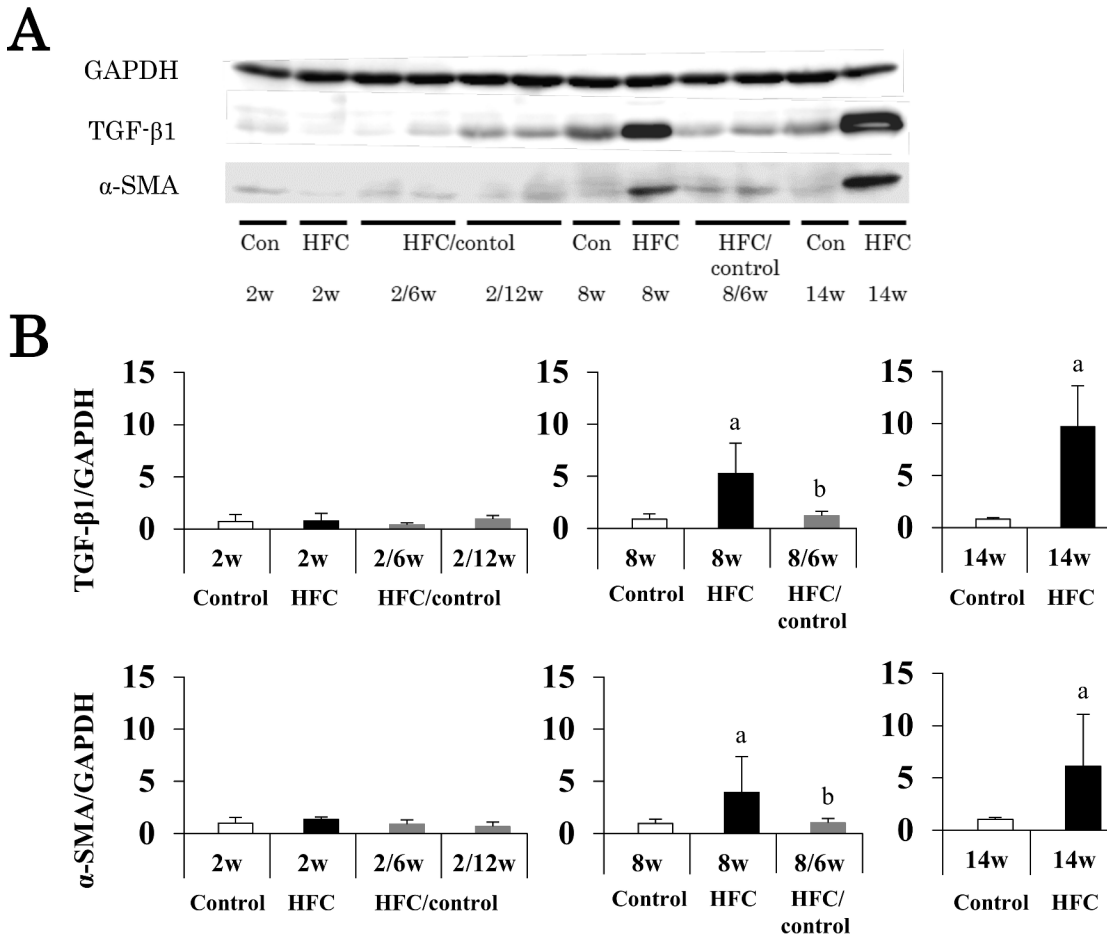 A
GAPDH
TGF-β1
α-SMA
Con HFC HFC/contol Con HFC HFC/ Con HFC
control
2w 2w 2/6w 2/12w 8w 8w 8/6w 14w 14w
B
TGF-β1/GAPDH
15
10
5
0
2w 2w 2/6w 2/12w
Control HFC HFC/control
15
10
5
0
a
b
8w 8w 8/6w
Control HFC HFC/
control
15
10
5
0
a
14w 14w
Control HFC
α-SMA/GAPDH
15
10
5
0
2w 2w 2/6w 2/12w
Control HFC HFC/control
15
10
5
0
a
b
8w 8w 8/6w
Control HFC HFC/
control
15
10
5
0
a
14w 14w
Control HFC